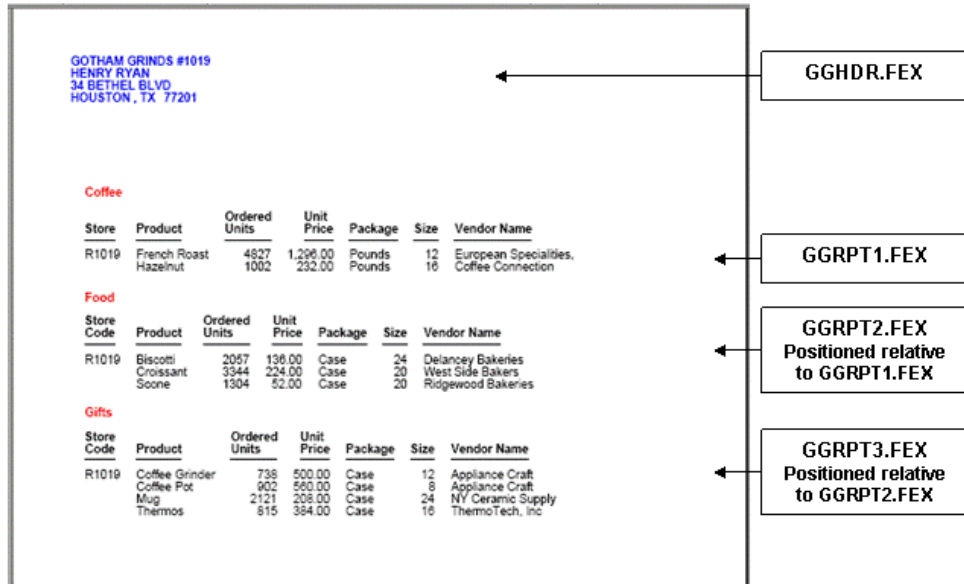 GOTHAM GRINDS #1019
HENRY RYAN
34 BETHEL BLVD
HOUSTON , TX 77201
GGHDR.FEX
Coffee
Store Product Ordered Units Unit Price Package Size Vendor Name
R1019 French Roast 4827 1,296.00 Pounds 12 European Specialities,
Hazelnut 1002 232.00 Pounds 16 Coffee Connection
GGRPT1.FEX
Food
Store Code Product Ordered Units Unit Price Package Size Vendor Name
R1019 Biscotti 2057 136.00 Case 24 Delancey Bakeries
Croissant 3344 224.00 Case 20 West Side Bakers
Scone 1304 52.00 Case 20 Ridgewood Bakeries
GGRPT2.FEX
Positioned relative
to GGRPT1.FEX
Gifts
Store Code Product Ordered Units Unit Price Package Size Vendor Name
R1019 Coffee Grinder 738 500.00 Case 12 Appliance Craft
Coffee Pot 902 560.00 Case 8 Appliance Craft
Mug 2121 208.00 Case 24 NY Ceramic Supply
Thermos 815 384.00 Case 16 ThermoTech, Inc
GGRPT3.FEX
Positioned relative
to GGRPT2.FEX